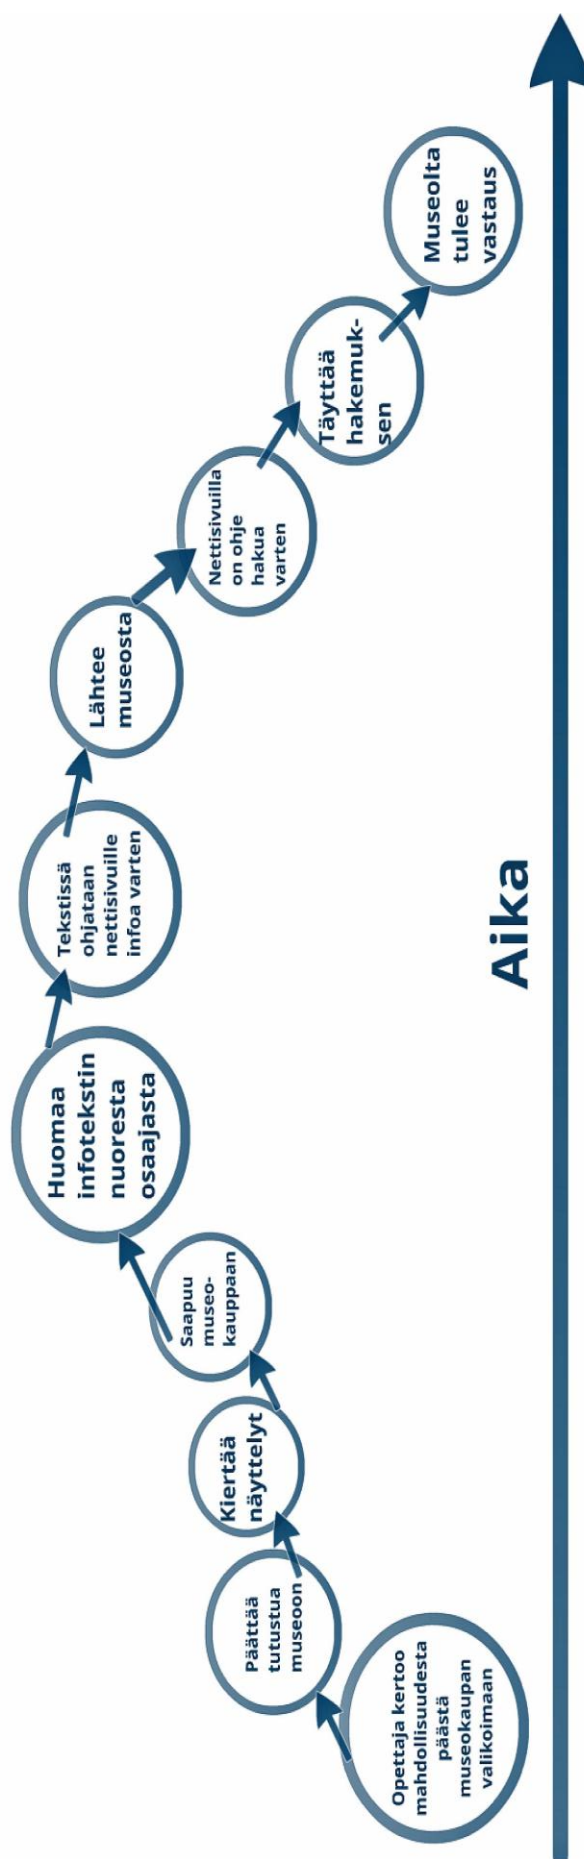 Opettaja kertoo
mahdollisuudesta
päästä
museokaupan
valikoimaan
Päättää
tutustua
museoon
Kiertää
näyttelyt
Saapuu
museo-
kauppaan
Huomaa
infotekstin
nuoresta
osaajasta
Tekstissä
ohjataan
nettisivuille
infoa varten
Lähtee
museosta
Nettisivuilla
on ohje
hakua
varten
Täyttää
hakemuk-
sen
Museolta
tulee
vastaus
Aika